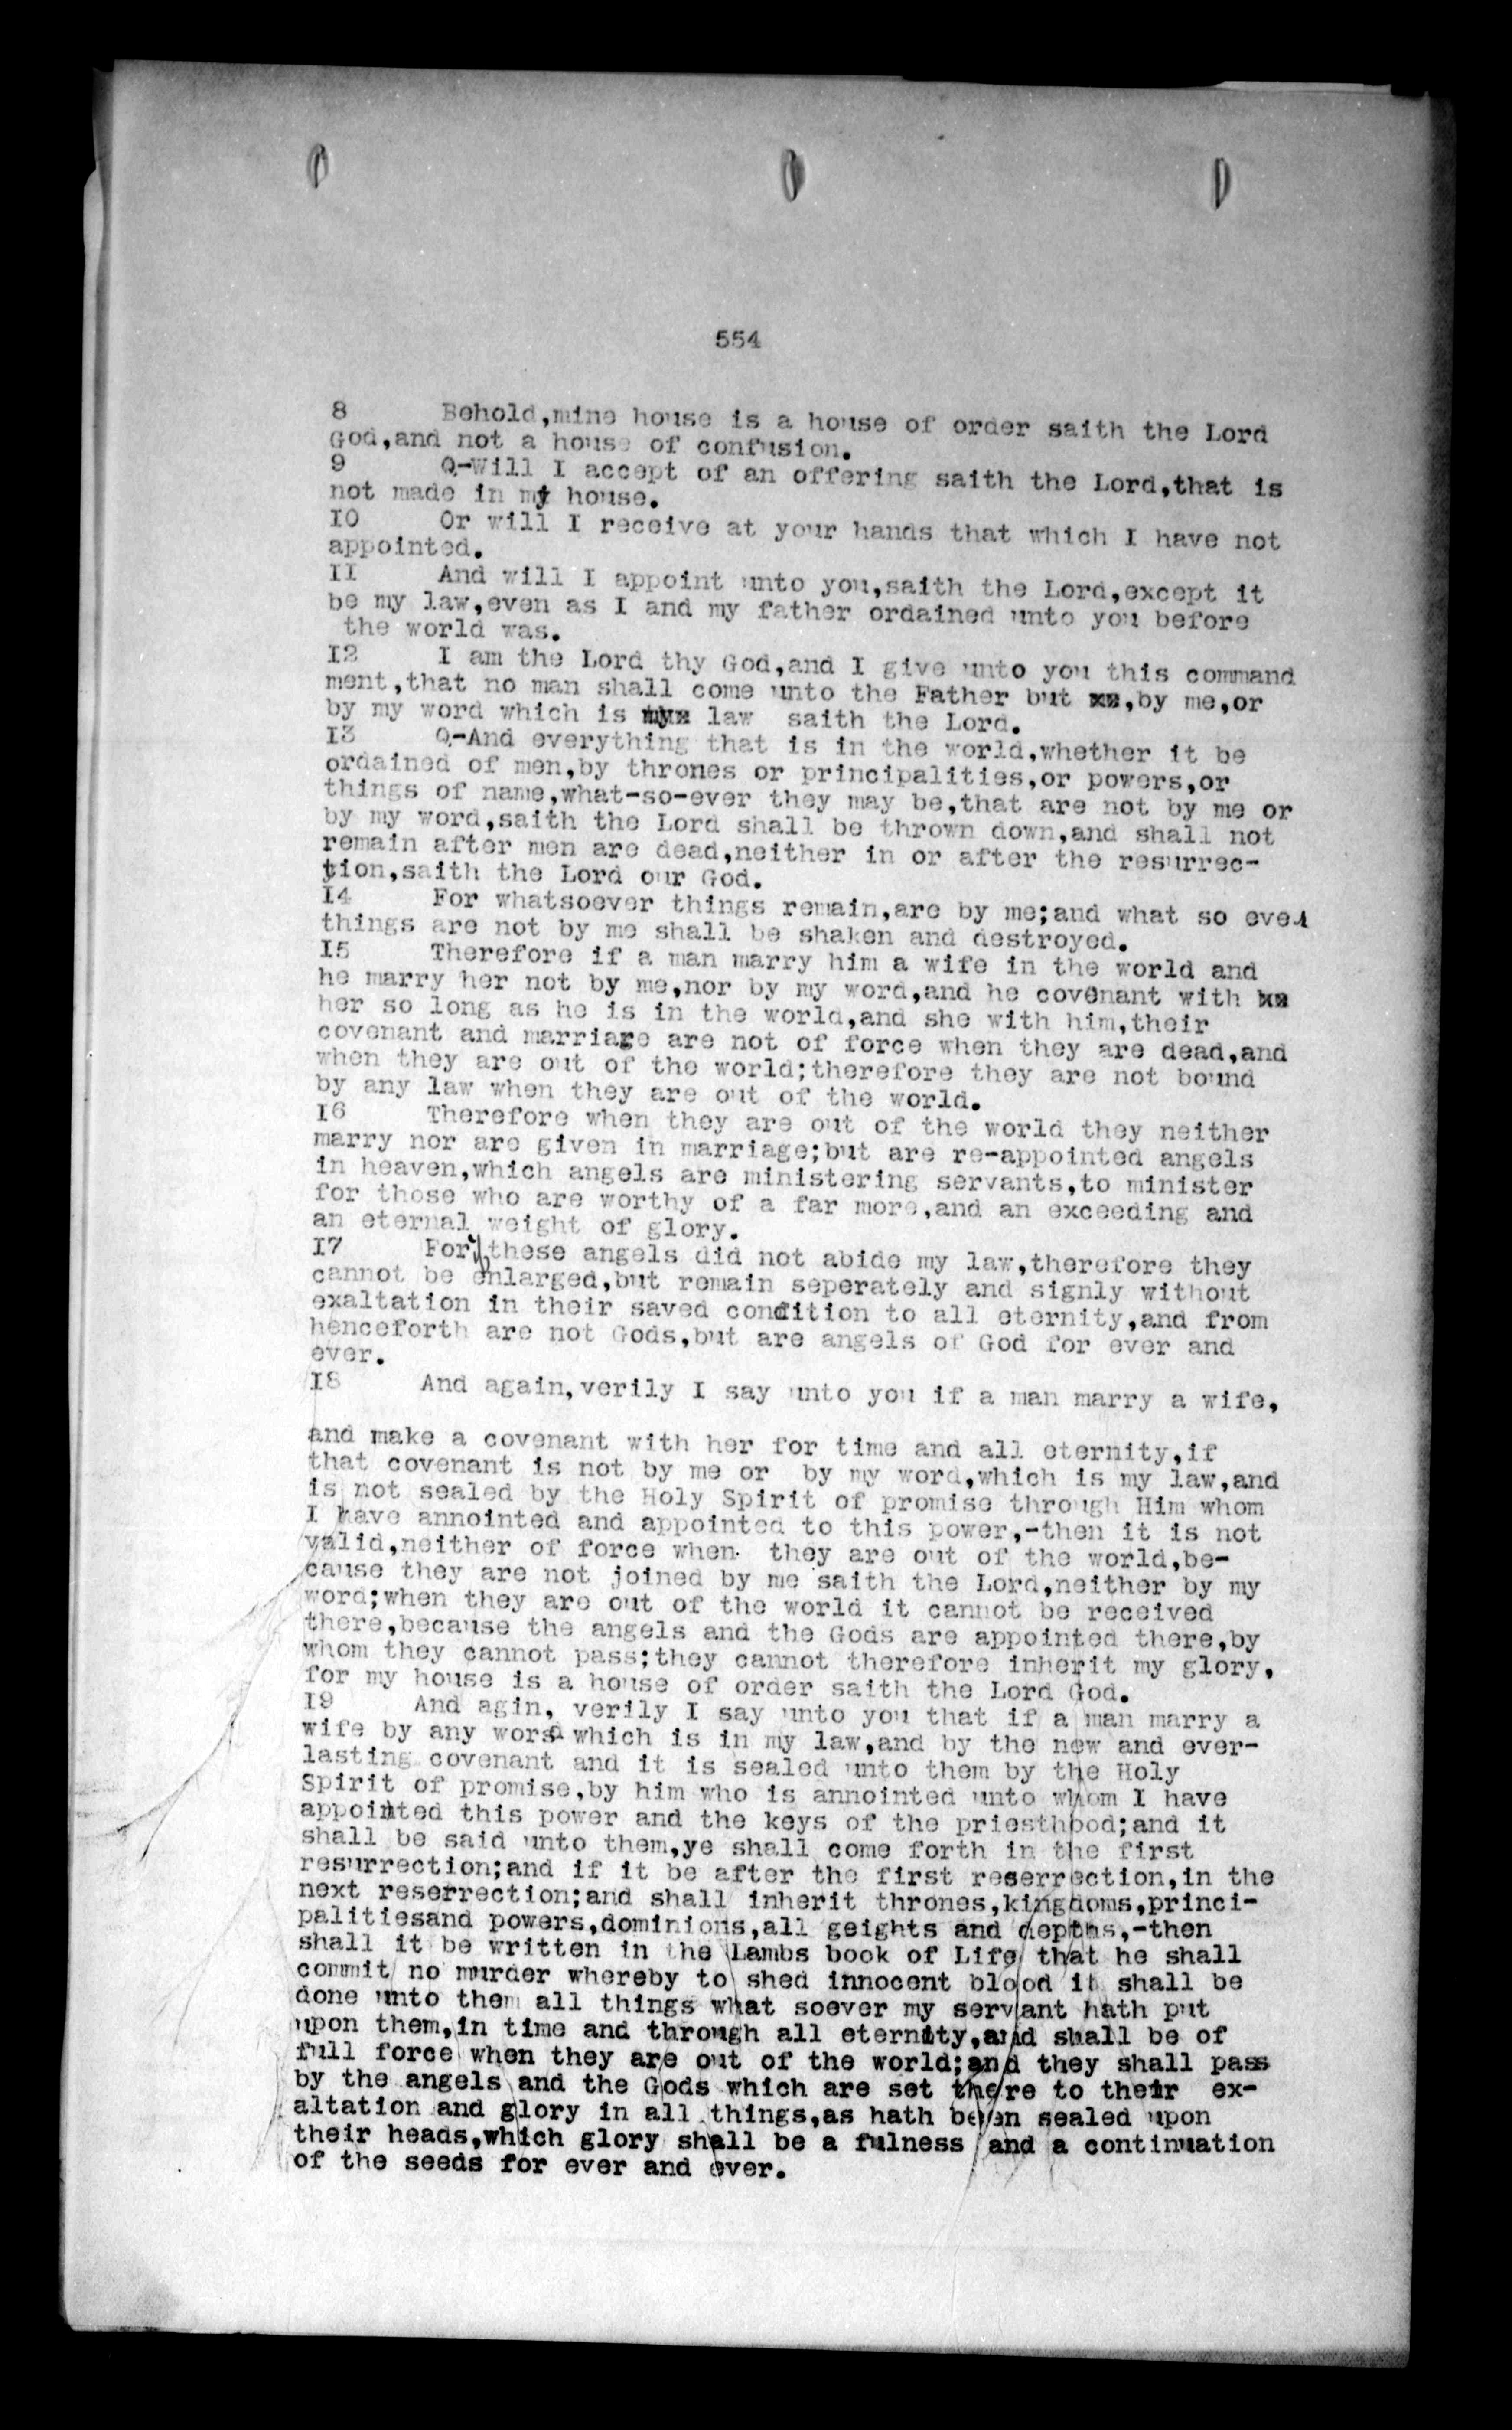 554
8 Behold,mine house is a house of order saith the Lord
God,and not a house of confusion.
9 Q-Will I accept of an offering saith the Lord,that is
not made in my house.
10 Or will I receive at your hands that which I have not
appointed.
11 And will I appoint unto you,saith the Lord,except it
be my law,even as I and my father ordained unto you before
the world was.
12 I am the Lord thy God,and I give unto you this command
ment,that no man shall come unto the Father but xx,by me,or
by my word which is my law saith the Lord.
13 Q-And everything that is in the world,whether it be
ordained of men,by thrones or principalities,or powers,or
things of name,what-so-ever they may be,that are not by me or
by my word,saith the Lord shall be thrown down,and shall not
remain after men are dead,neither in or after the resurrec-
tion,saith the Lord our God.
14 For whatsoever things remain,are by me;and what so ever
things are not by me shall be shaken and destroyed.
15 Therefore if a man marry him a wife in the world and
he marry her not by me,nor by my word,and he covenant with xx
her so long as he is in the world,and she with him,their
covenant and marriage are not of force when they are dead,and
when they are out of the world;therefore they are not bound
by any law when they are out of the world.
16 Therefore when they are out of the world they neither
marry nor are given in marriage;but are re-appointed angels
in heaven,which angels are ministering servants,to minister
for those who are worthy of a far more,and an exceeding and
an eternal weight of glory.
17 For these angels did not abide my law,therefore they
cannot be enlarged,but remain seperately and signly without
exaltation in their saved condition to all eternity,and from
henceforth are not Gods,but are angels of God for ever and
ever.
18 And again,verily I say unto you if a man marry a wife,
and make a covenant with her for time and all eternity,if
that covenant is not by me or by my word,which is my law,and
is not sealed by the Holy Spirit of promise through Him whom
I have annointed and appointed to this power,-then it is not
valid,neither of force when they are out of the world,be-
cause they are not joined by me saith the Lord,neither by my
word;when they are out of the world it cannot be received
there,because the angels and the Gods are appointed there,by
whom they cannot pass;they cannot therefore inherit my glory,
for my house is a house of order saith the Lord God.
19 And agin, verily I say unto you that if a man marry a
wife by any word which is in my law,and by the new and ever-
lasting covenant and it is sealed unto them by the Holy
Spirit of promise,by him who is annointed unto whom I have
appointed this power and the keys of the priesthood;and it
shall be said unto them,ye shall come forth in the first
resurrection;and if it be after the first reserrection,in the
next reserrection;and shall inherit thrones,kingdoms,princi-
palitiesand powers,dominions,all geights and depths,-then
shall it be written in the Lambs book of Life that he shall
commit no murder whereby to shed innocent blood it shall be
done unto them all things what soever my servant hath put
upon them,in time and through all eternity,and shall be of
full force when they are out of the world;and they shall pass
by the angels and the Gods which are set there to their ex-
altation and glory in all things,as hath been sealed upon
their heads,which glory shall be a fulness and a continuation
of the seeds for ever and ever.